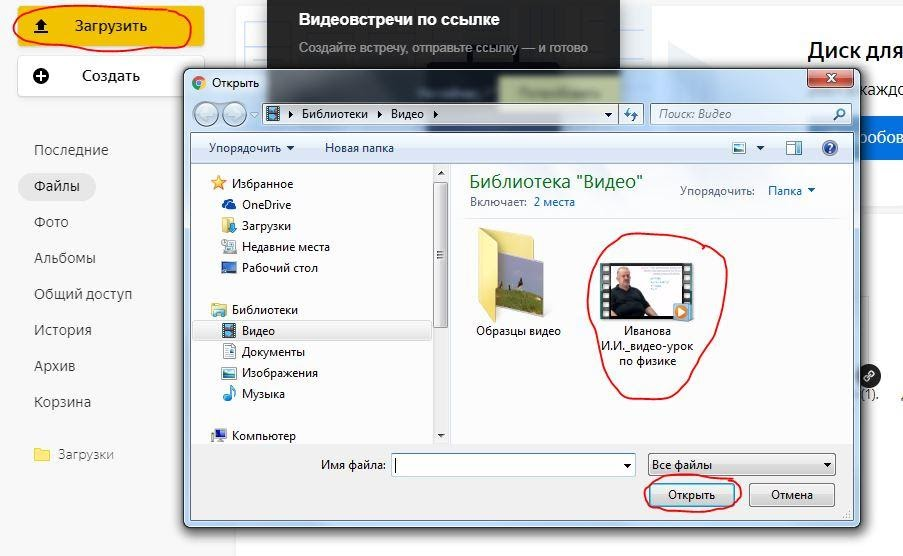 Загрузить
Создать
Последние
Файлы
Фото
Альбомы
Общий доступ
История
Архив
Корзина
Загрузки
Видеовстречи по ссылке
Создайте встречу, отправьте ссылку — и готово
Диск для
Открыть
Библиотеки
Видео
Поиск: Видео
Упорядочить
Новая папка
Избранное
OneDrive
Загрузки
Недавние места
Рабочий стол
Библиотеки
Видео
Документы
Изображения
Музыка
Компьютер
Библиотека "Видео"
Включает: 2 места
Упорядочить: Папка
Образцы видео
Иванова
И.И._видео-урок
по физике
(1).
Имя файла:
Все файлы
Открыть
Отмена